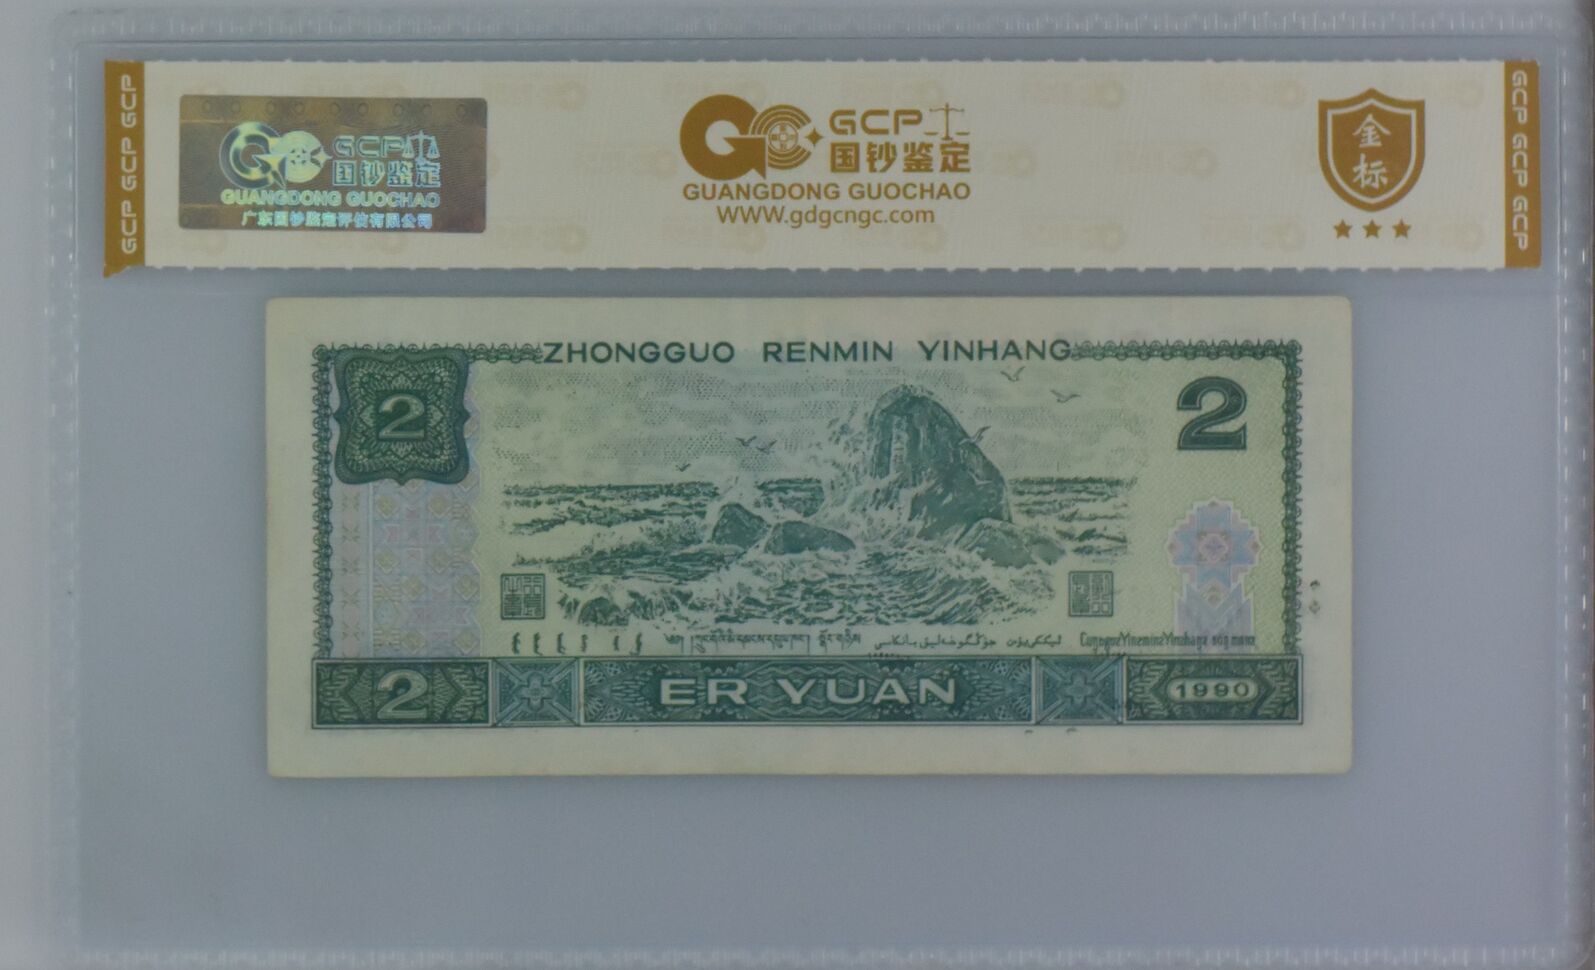 GCP GCP GCP
GCP
国钞鉴定
GUANGDONG GUOCHAO
广东国钞鉴定评估有限公司
GCP
国钞鉴定
GUANGDONG GUOCHAO
WWW.gdgcngc.com
金
标
GCP GCP GCP
ZHONGGUO RENMIN YINHANG
2
2
2
ER YUAN
1990